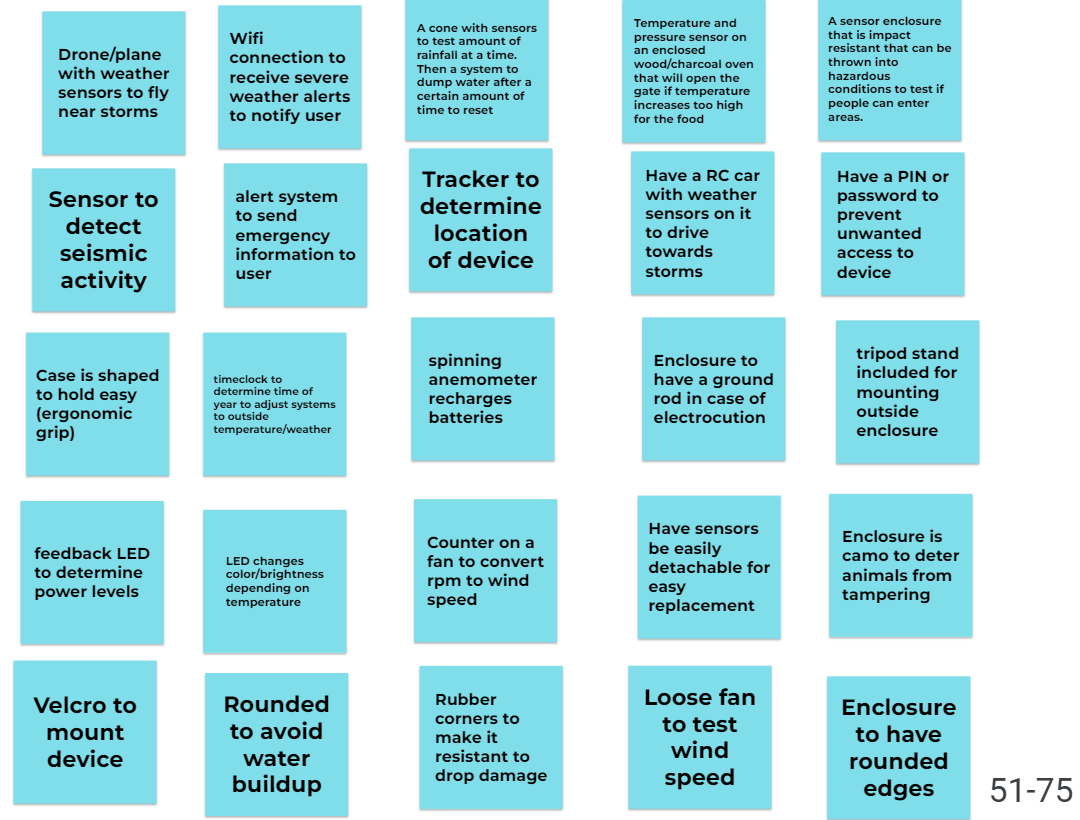 Drone/plane
with weather
sensors to fly
near storms
Wifi
connection to
receive severe
weather alerts
to notify user
A cone with sensors
to test amount of
rainfall at a time.
Then a system to
dump water after a
certain amount of
time to reset
Temperature and
pressure sensor on
an enclosed
wood/charcoal oven
that will open the
gate if temperature
increases too high
for the food
A sensor enclosure
that is impact
resistant that can be
thrown into
hazardous
conditions to test if
people can enter
areas.
Sensor to
detect
seismic
activity
alert system
to send
emergency
information to
user
Tracker to
determine
location
of device
Have a RC car
with weather
sensors on it
to drive
towards
storms
Have a PIN or
password to
prevent
unwanted
access to
device
Case is shaped
to hold easy
(ergonomic
grip)
timeclock to
determine time of
year to adjust systems
to outside
temperature/weather
spinning
anemometer
recharges
batteries
Enclosure to
have a ground
rod in case of
electrocution
tripod stand
included for
mounting
outside
enclosure
feedback LED
to determine
power levels
LED changes
color/brightness
depending on
temperature
Counter on a
fan to convert
rpm to wind
speed
Have sensors
be easily
detachable for
easy
replacement
Enclosure is
camo to deter
animals from
tampering
Velcro to
mount
device
Rounded
to avoid
water
buildup
Rubber
corners to
make it
resistant to
drop damage
Loose fan
to test
wind
speed
Enclosure
to have
rounded
edges
51-75